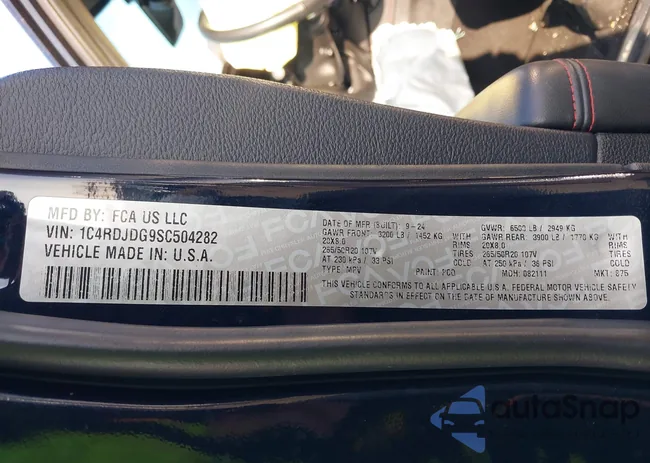 MFD BY: FCA US LLC
VIN: 1C4RDJDG9SC504282
VEHICLE MADE IN: U.S.A.
DATE OF MFR (BUILT): 9-24 GVWR: 6500 LB / 2949 KG
GAWR FRONT: 3200 LB / 1452 KG WITH GAWR REAR: 3900 LB / 1770 KG WITH
20X8.0 RIMS 20X8.0 RIMS
265/50R20 107V TIRES 265/50R20 107V TIRES
AT 230 kPa / 33 PSI COLD AT 250 kPa / 36 PSI COLD
TYPE: MPV PAINT: MDH: 082111 MKT: 875
THIS VEHICLE CONFORMS TO ALL APPLICABLE U.S.A. FEDERAL MOTOR VEHICLE SAFETY
STANDARDS IN EFFECT ON THE DATE OF MANUFACTURE SHOWN ABOVE.
autoSnap